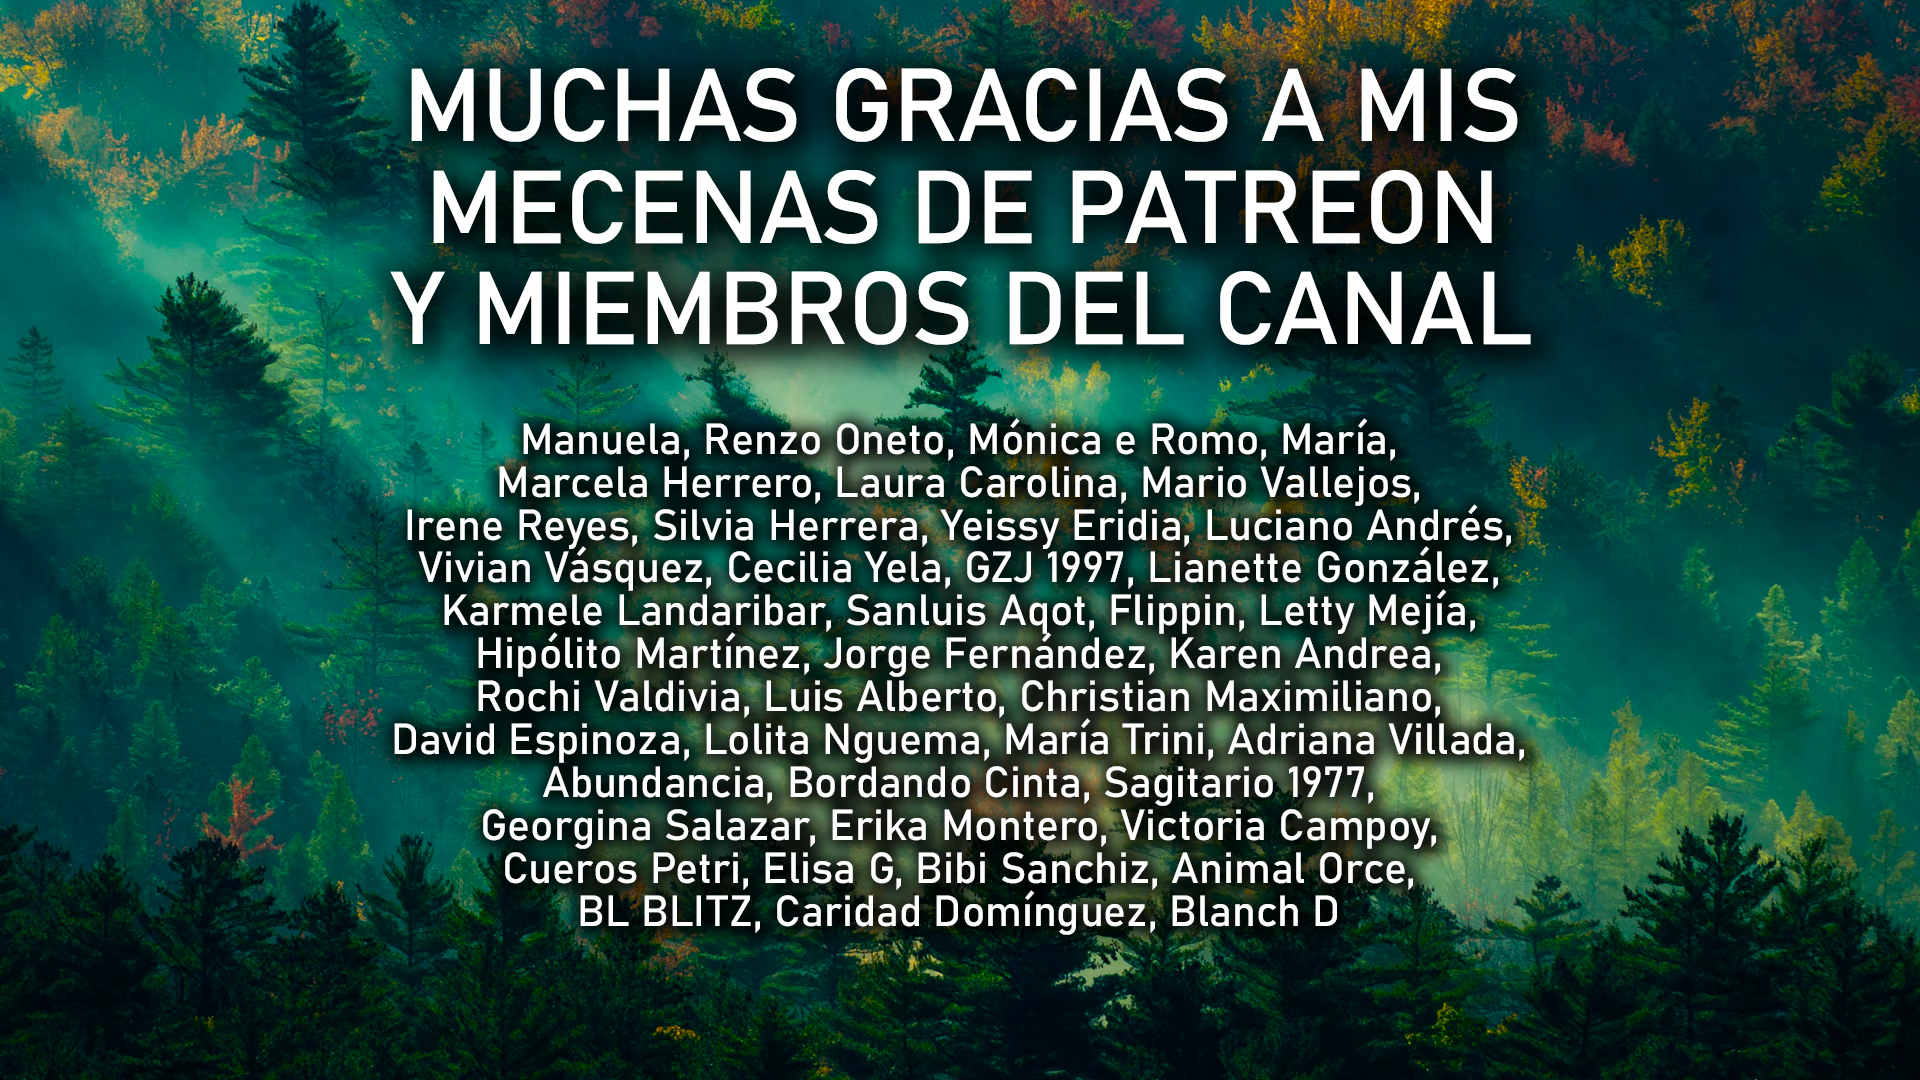 MUCHAS GRACIAS A MIS
MECENAS DE PATREON
Y MIEMBROS DEL CANAL
Manuela, Renzo Oneto, Mónica e Romo, María,
Marcela Herrero, Laura Carolina, Mario Vallejos,
Irene Reyes, Silvia Herrera, Yeissy Eridia, Luciano Andrés,
Vivian Vásquez, Cecilia Yela, GZJ 1997, Lianette González,
Karmele Landaribar, Sanluis Aqot, Flippin, Letty Mejía,
Hipólito Martínez, Jorge Fernández, Karen Andrea,
Rochi Valdivia, Luis Alberto, Christian Maximiliano,
David Espinoza, Lolita Nguema, María Trini, Adriana Villada,
Abundancia, Bordando Cinta, Sagitario 1977,
Georgina Salazar, Erika Montero, Victoria Campoy,
Cueros Petri, Elisa G, Bibi Sanchiz, Animal Orce,
BL BLITZ, Caridad Domínguez, Blanch D